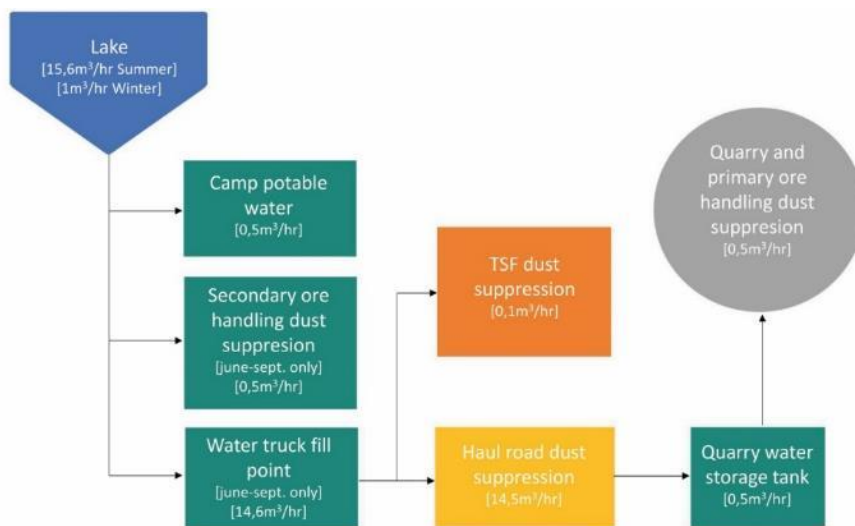 Lake
[15,6m³/hr Summer]
[1m³/hr Winter]
Camp potable
water
[0,5m³/hr]
Secondary ore
handling dust
suppresion
[june-sept. only]
[0,5m³/hr]
Water truck fill
point
[june-sept. only]
[14,6m³/hr]
TSF dust
suppression
[0,1m³/hr]
Haul road dust
suppression
[14,5m³/hr]
Quarry and
primary ore
handling dust
suppresion
[0,5m³/hr]
Quarry water
storage tank
[0,5m³/hr]